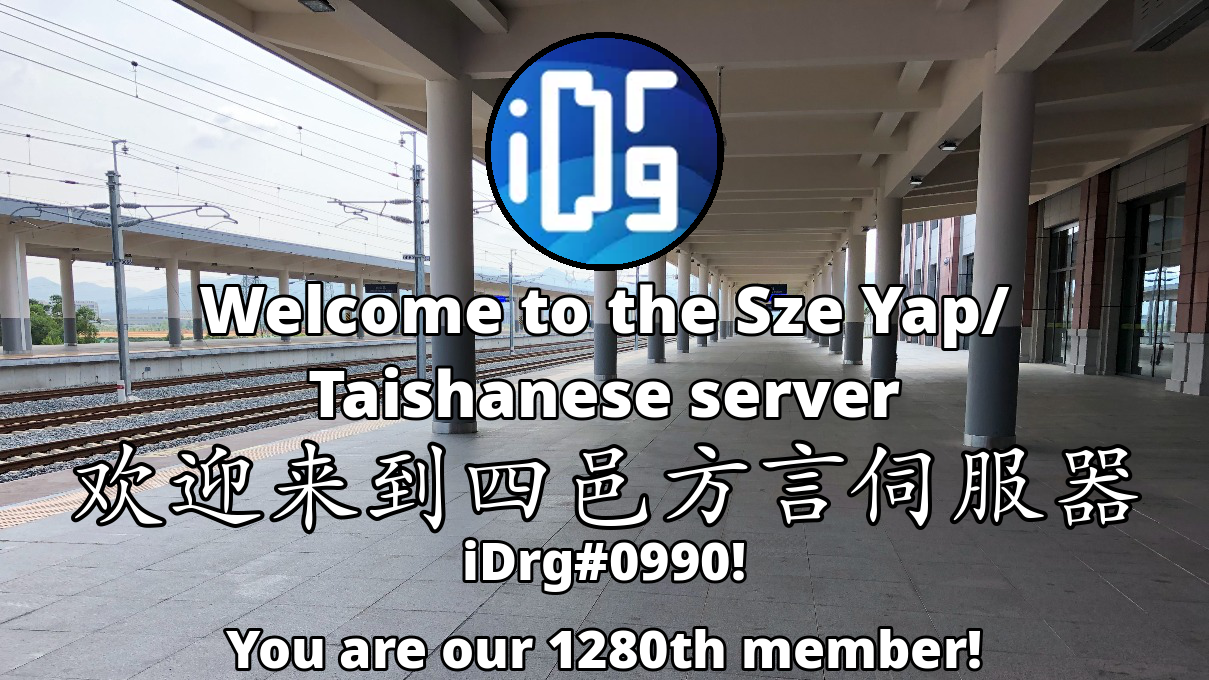 iDrg
Welcome to the Sze Yap/
Taishanese server
欢迎来到四邑方言伺服器
iDrg#0990!
You are our 1280th member!